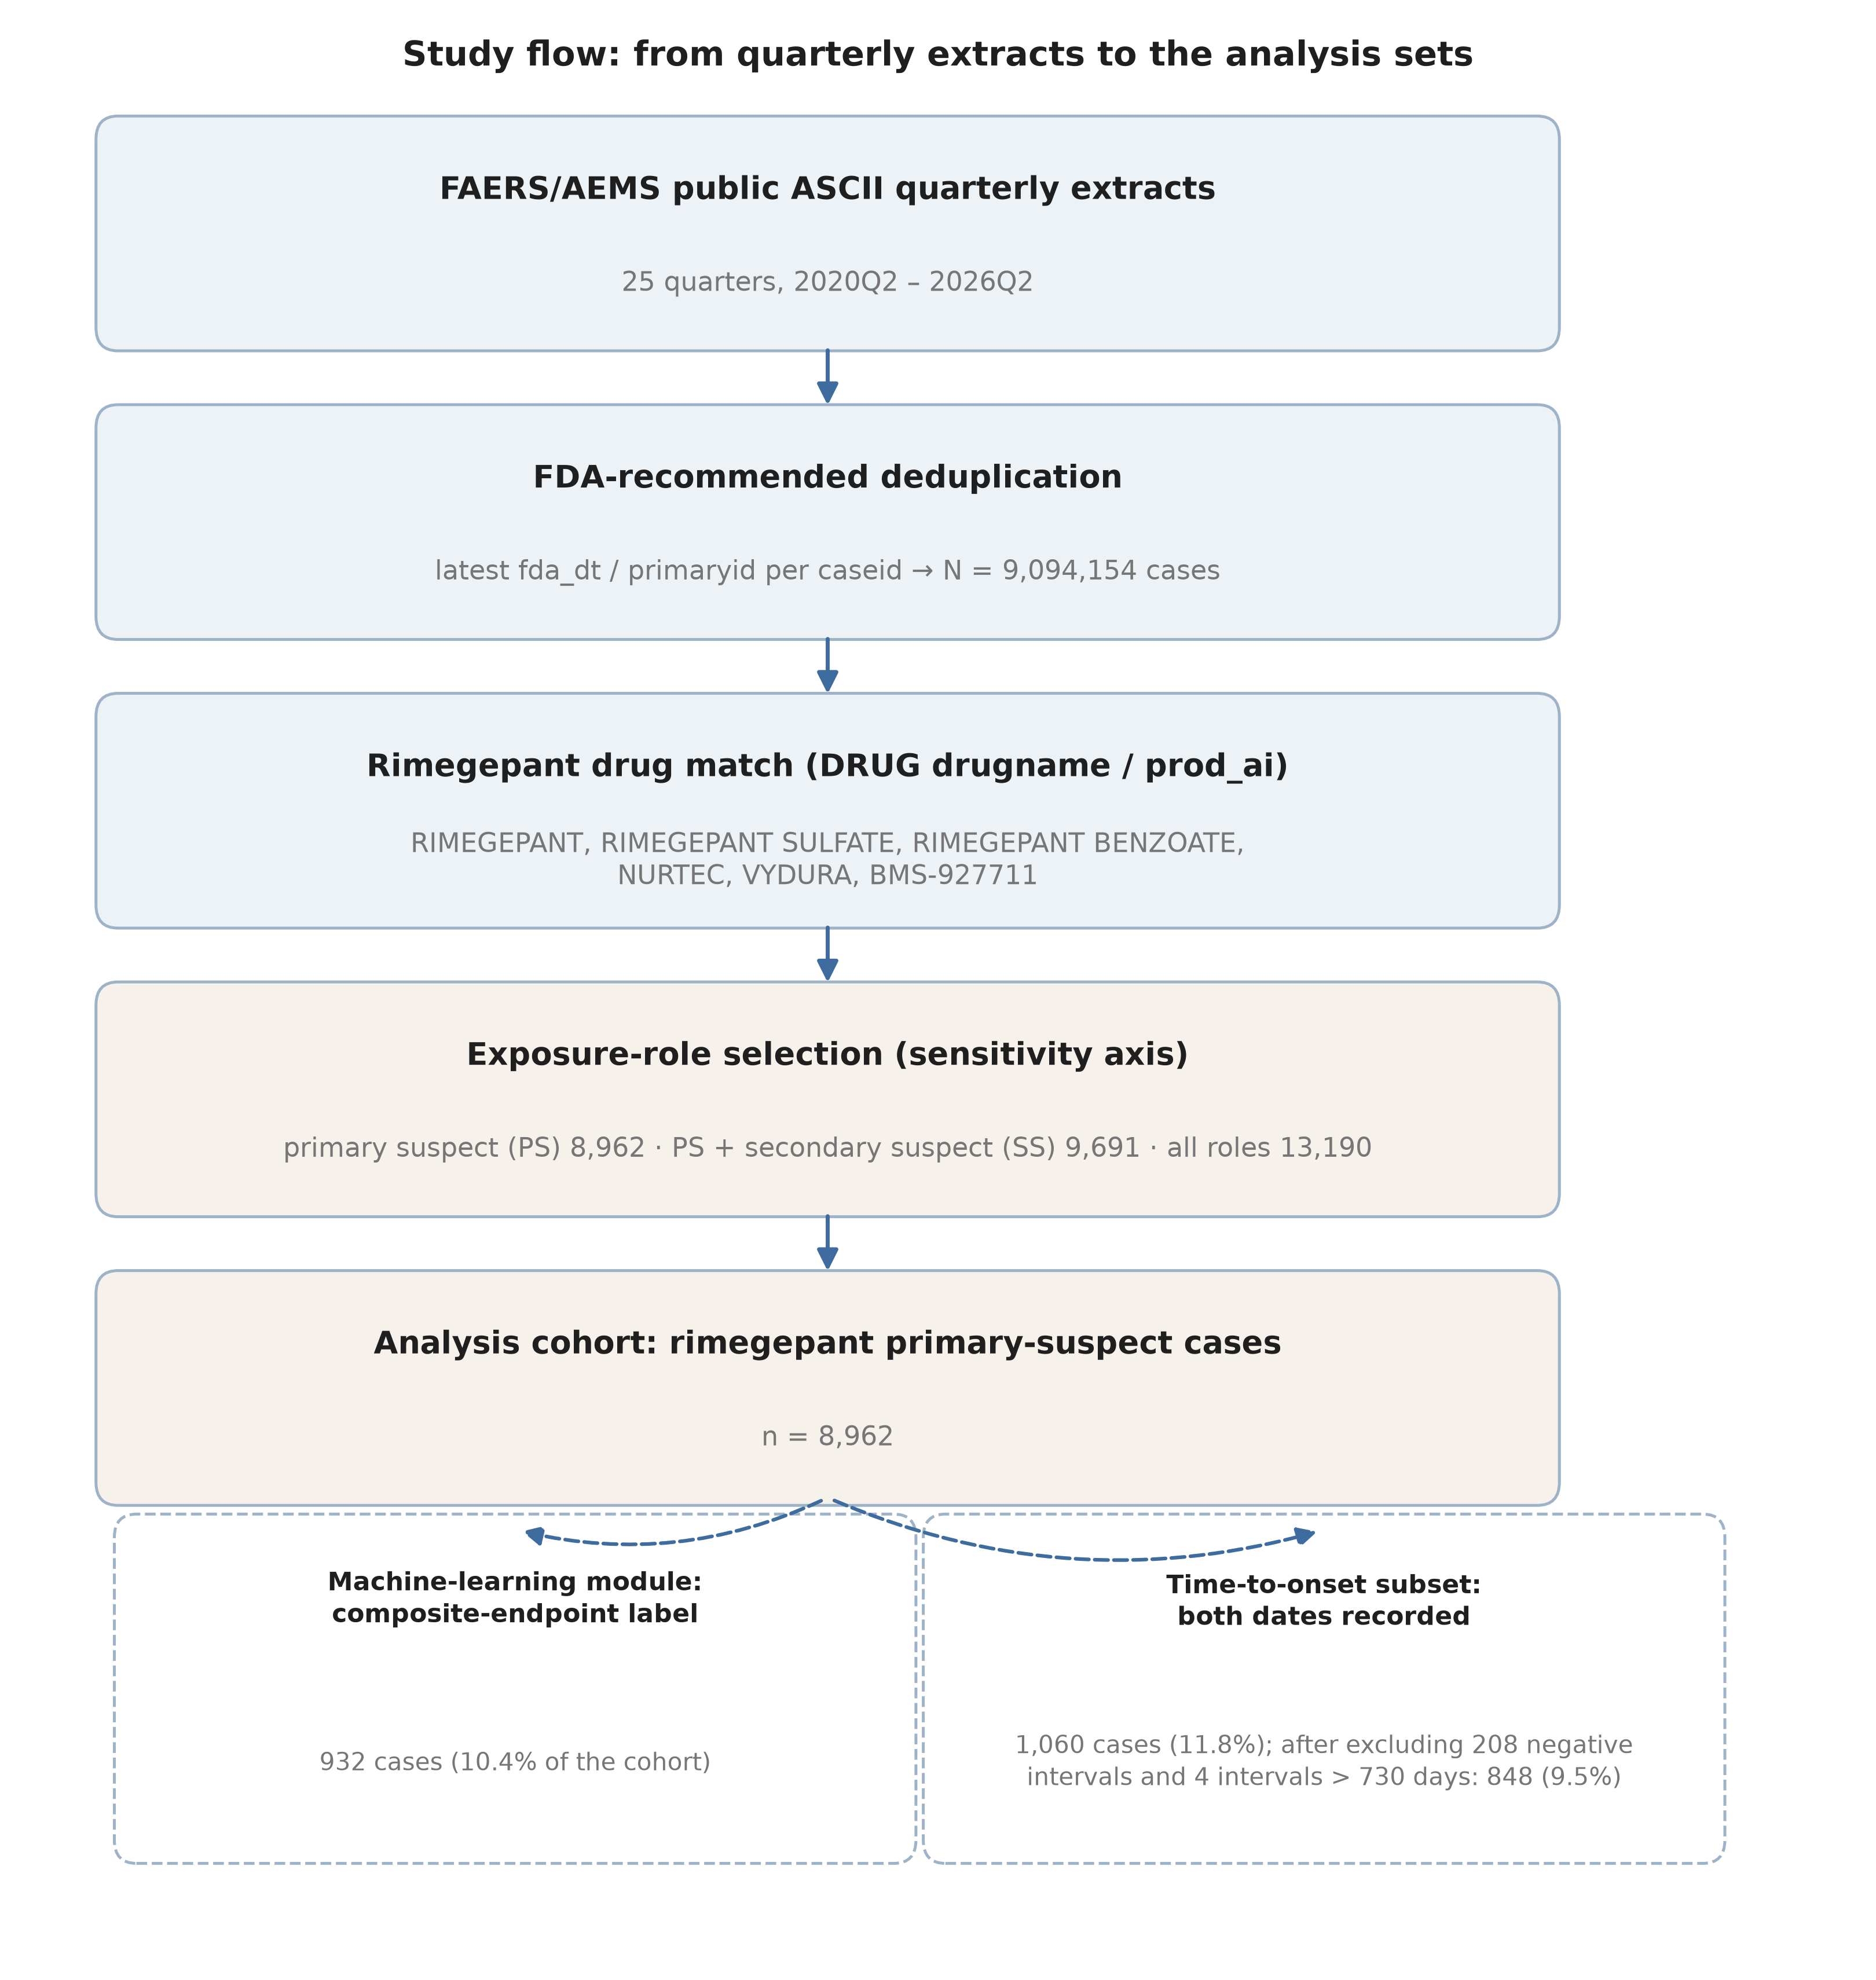 Study flow: from quarterly extracts to the analysis sets
FAERS/AEMS public ASCII quarterly extracts
25 quarters, 2020Q2 – 2026Q2
FDA-recommended deduplication
latest fda_dt / primaryid per caseid → N = 9,094,154 cases
Rimegepant drug match (DRUG drugname / prod_ai)
RIMEGEPANT, RIMEGEPANT SULFATE, RIMEGEPANT BENZOATE,
NURTEC, VYDURA, BMS-927711
Exposure-role selection (sensitivity axis)
primary suspect (PS) 8,962 · PS + secondary suspect (SS) 9,691 · all roles 13,190
Analysis cohort: rimegepant primary-suspect cases
n = 8,962
Machine-learning module:
composite-endpoint label
932 cases (10.4% of the cohort)
Time-to-onset subset:
both dates recorded
1,060 cases (11.8%); after excluding 208 negative
intervals and 4 intervals > 730 days: 848 (9.5%)